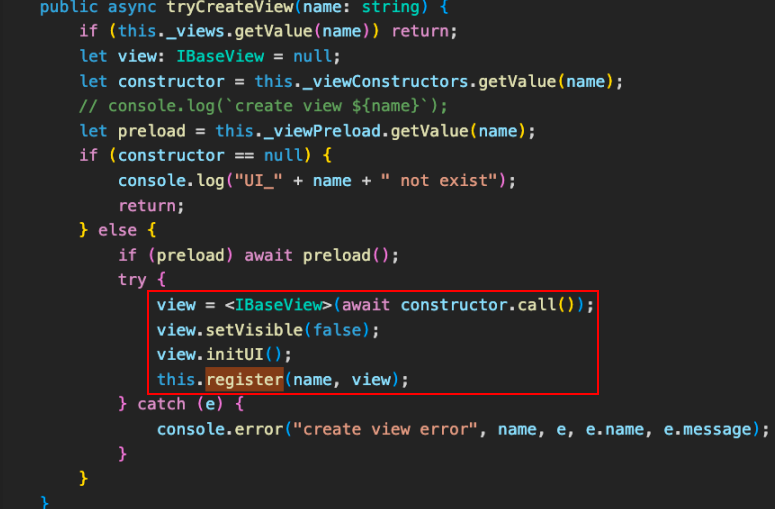 public async tryCreateView(name: string) {
if (this._views.getValue(name)) return;
let view: IBaseView = null;
let constructor = this._viewConstructors.getValue(name);
// console.log(`create view ${name}`);
let preload = this._viewPreload.getValue(name);
if (constructor == null) {
console.log("UI_" + name + " not exist");
return;
} else {
if (preload) await preload();
try {
view = <IBaseView>(await constructor.call());
view.setVisible(false);
view.initUI();
this.register(name, view);
} catch (e) {
console.error("create view error", name, e, e.name, e.message);
}
}
}